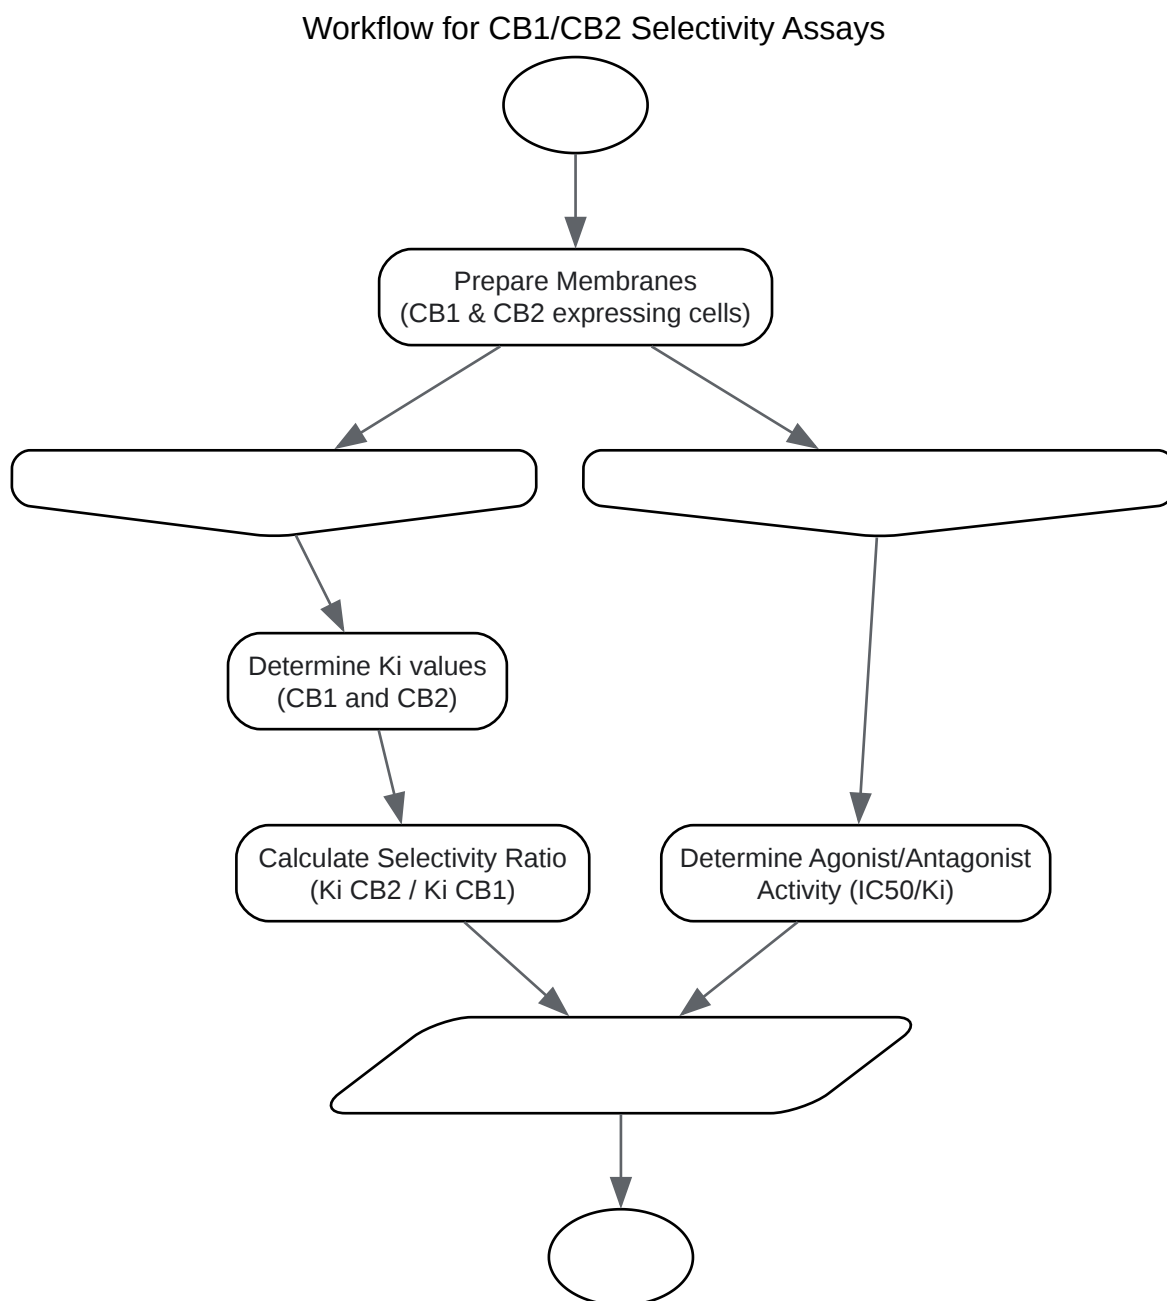 Workflow for CB1/CB2 Selectivity Assays
Prepare Membranes
(CB1 & CB2 expressing cells)
Determine Ki values
(CB1 and CB2)
Calculate Selectivity Ratio
(Ki CB2 / Ki CB1)
Determine Agonist/Antagonist
Activity (IC50/Ki)